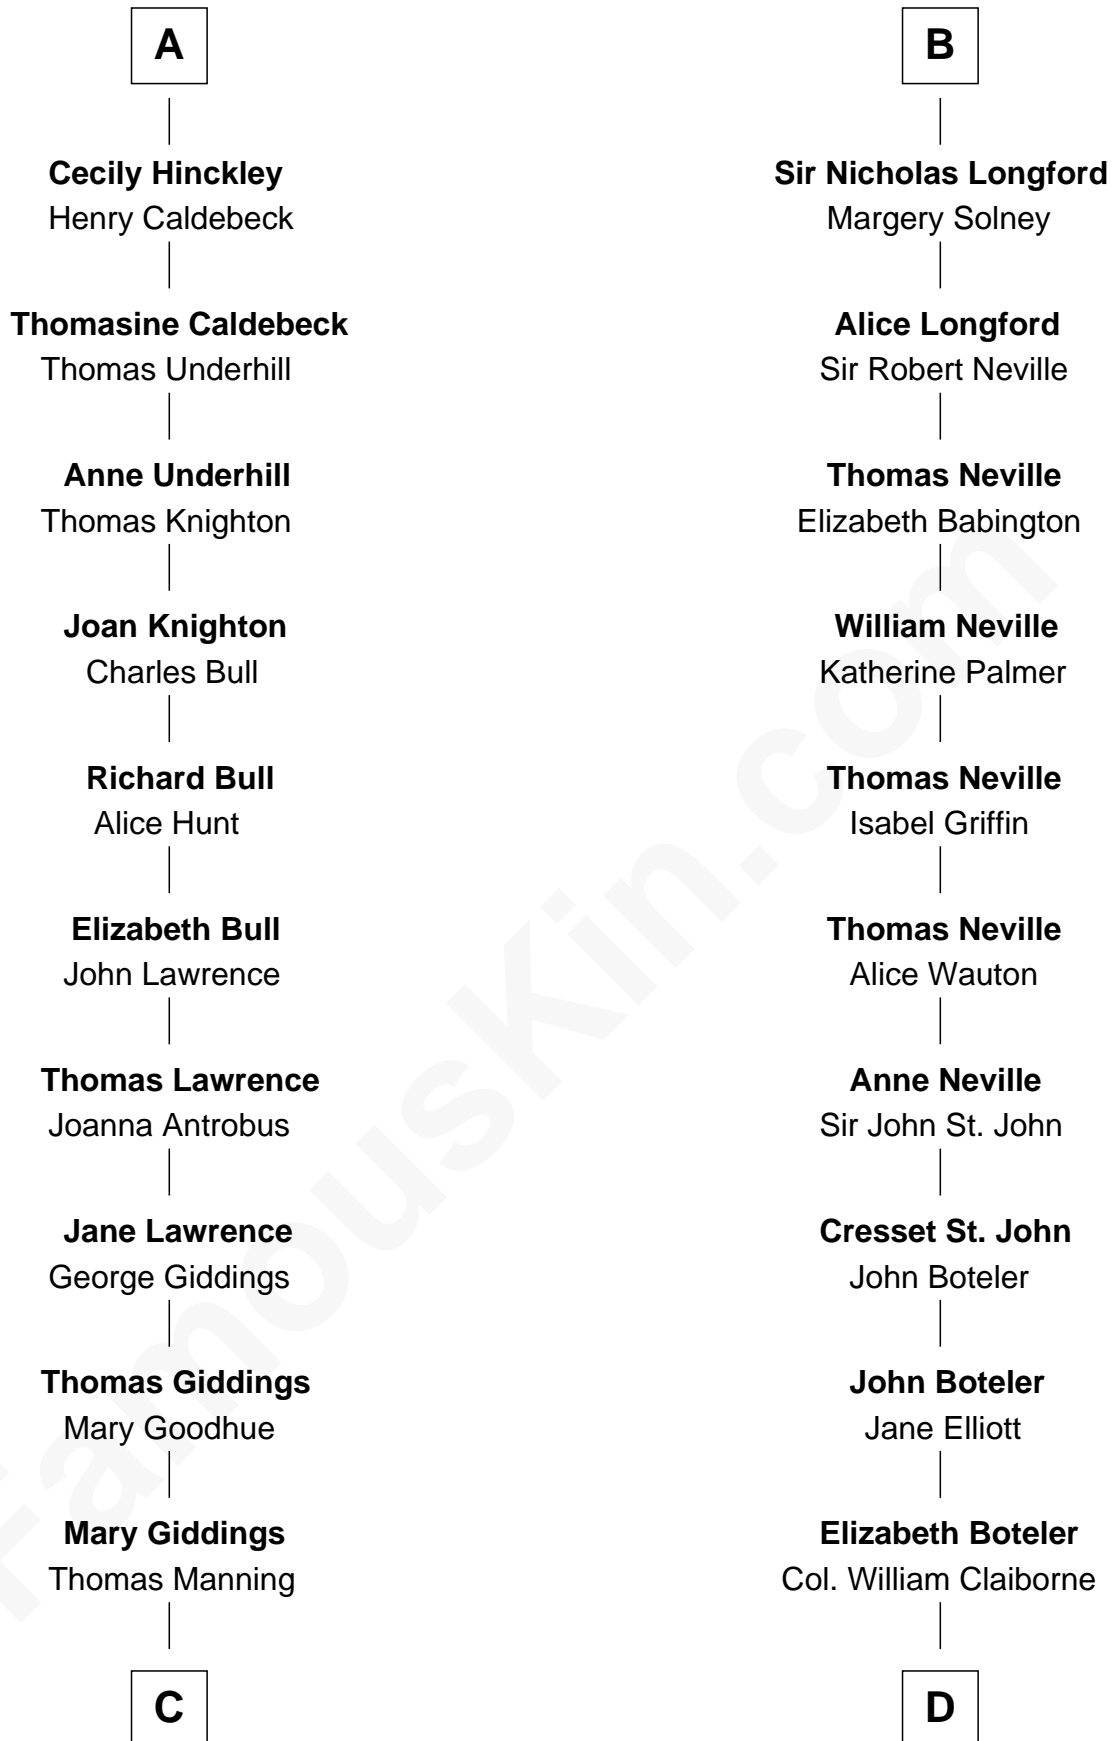 A
Cecily Hinckley
Henry Caldebeck
Thomasine Caldebeck
Thomas Underhill
Anne Underhill
Thomas Knighton
Joan Knighton
Charles Bull
Richard Bull
Alice Hunt
Elizabeth Bull
John Lawrence
Thomas Lawrence
Joanna Antrobus
Jane Lawrence
George Giddings
Thomas Giddings
Mary Goodhue
Mary Giddings
Thomas Manning
C
B
Sir Nicholas Longford
Margery Solney
Alice Longford
Sir Robert Neville
Thomas Neville
Elizabeth Babington
William Neville
Katherine Palmer
Thomas Neville
Isabel Griffin
Thomas Neville
Alice Wauton
Anne Neville
Sir John St. John
Cresset St. John
John Boteler
John Boteler
Jane Elliott
Elizabeth Boteler
Col. William Claiborne
D
FamousKin.com